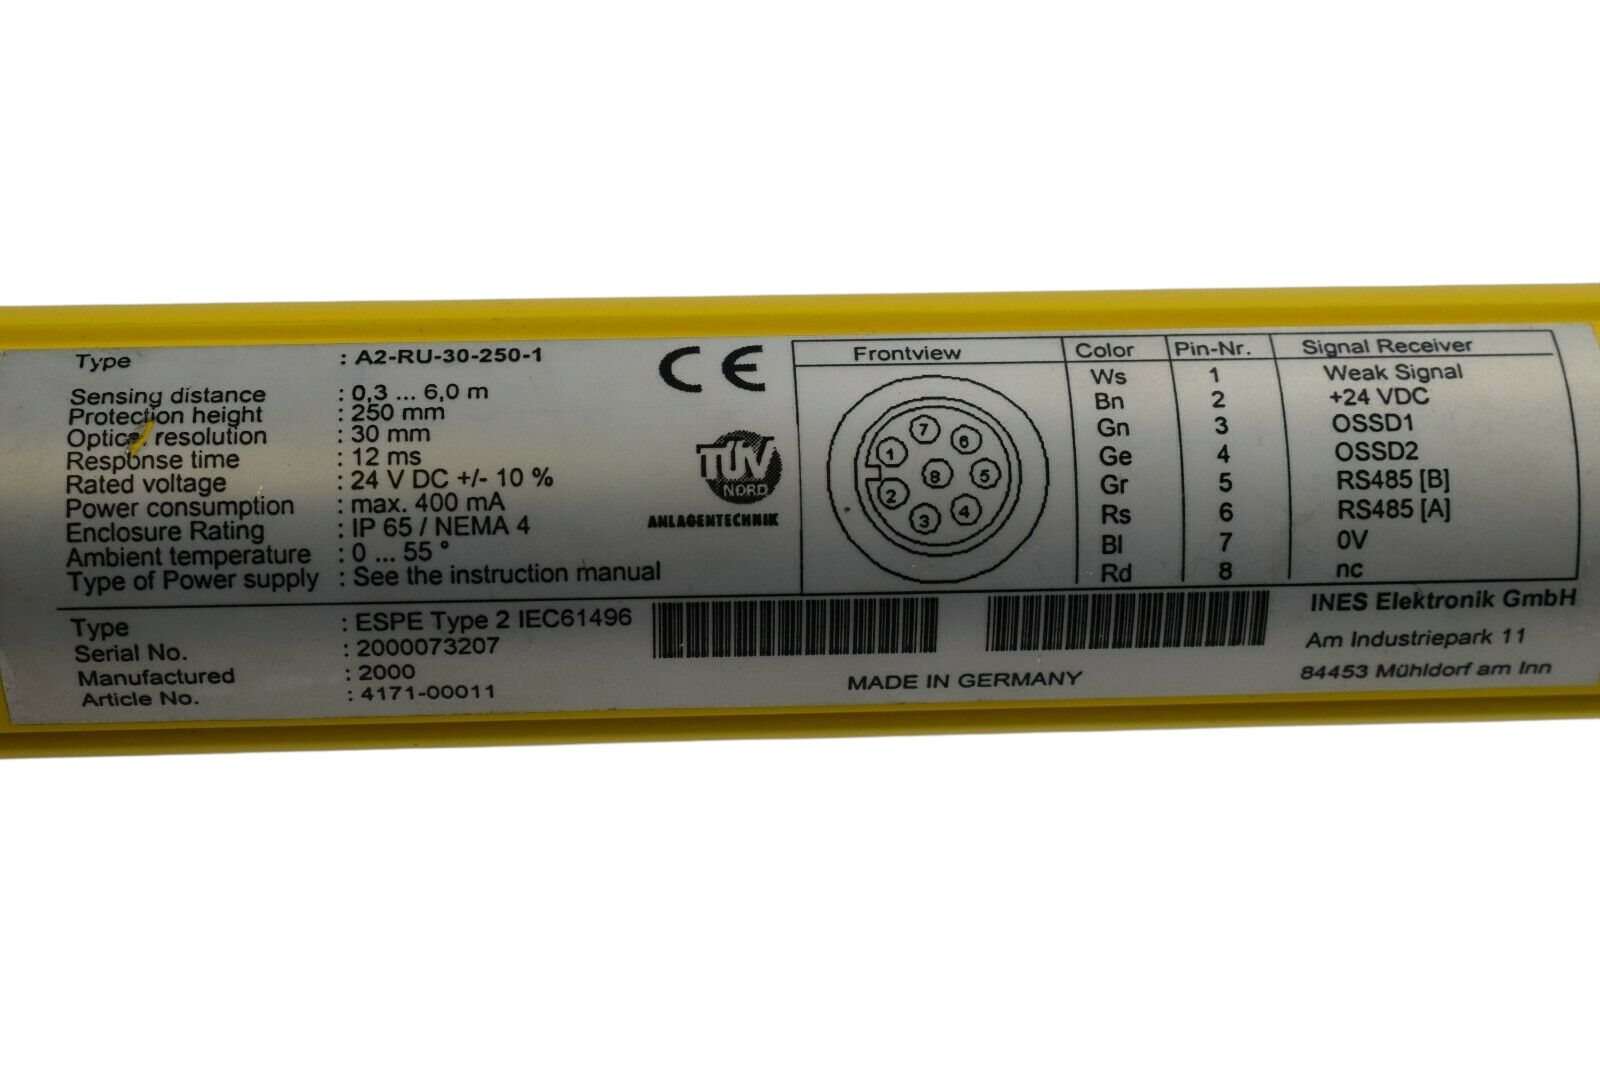 Type : A2-RU-30-250-1
Sensing distance : 0,3 ... 6,0 m
Protection height : 250 mm
Optical resolution : 30 mm
Response time : 12 ms
Rated voltage : 24 V DC +/- 10 %
Power consumption : max. 400 mA
Enclosure Rating : IP 65 / NEMA 4
Ambient temperature : 0 ... 55 °
Type of Power supply : See the instruction manual
CE
TÜV
NORD
ANLAGENTECHNIK
Frontview
7
6
1
8
5
2
3
4
Color Pin-Nr. Signal Receiver
Ws 1 Weak Signal
Bn 2 +24 VDC
Gn 3 OSSD1
Ge 4 OSSD2
Gr 5 RS485 [B]
Rs 6 RS485 [A]
Bl 7 0V
Rd 8 nc
Type : ESPE Type 2 IEC61496
Serial No. : 2000073207
Manufactured : 2000
Article No. : 4171-00011
MADE IN GERMANY
INES Elektronik GmbH
Am Industriepark 11
84453 Mühldorf am Inn